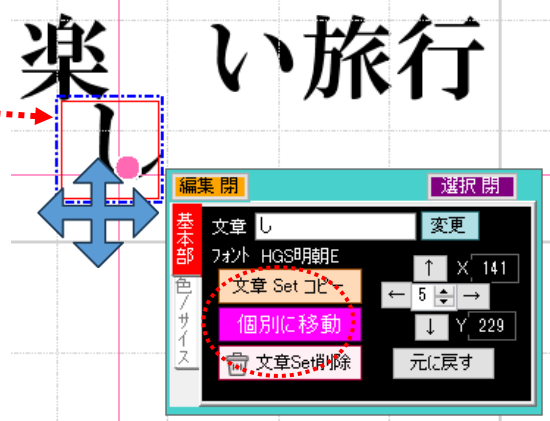 楽 い旅行
し
編集 閉 選択 閉
基本部
色/サイズ
文章 し 変更
フォント HGS明朝E
文章 Set コピー
個別に移動
文章Set削除
↑ X 141
← 5 →
↓ Y 229
元に戻す